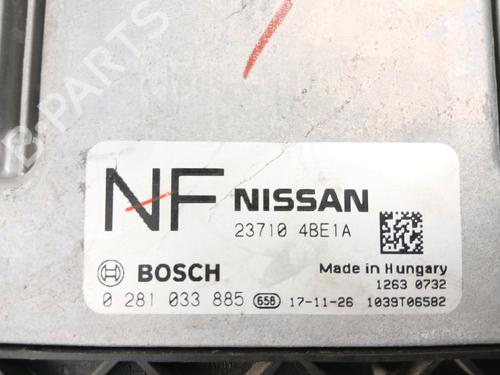 NF NISSAN
23710 4BE1A
BOSCH
Made in Hungary
1263 0732
0 281 033 885 658 17-11-26 1039T06582